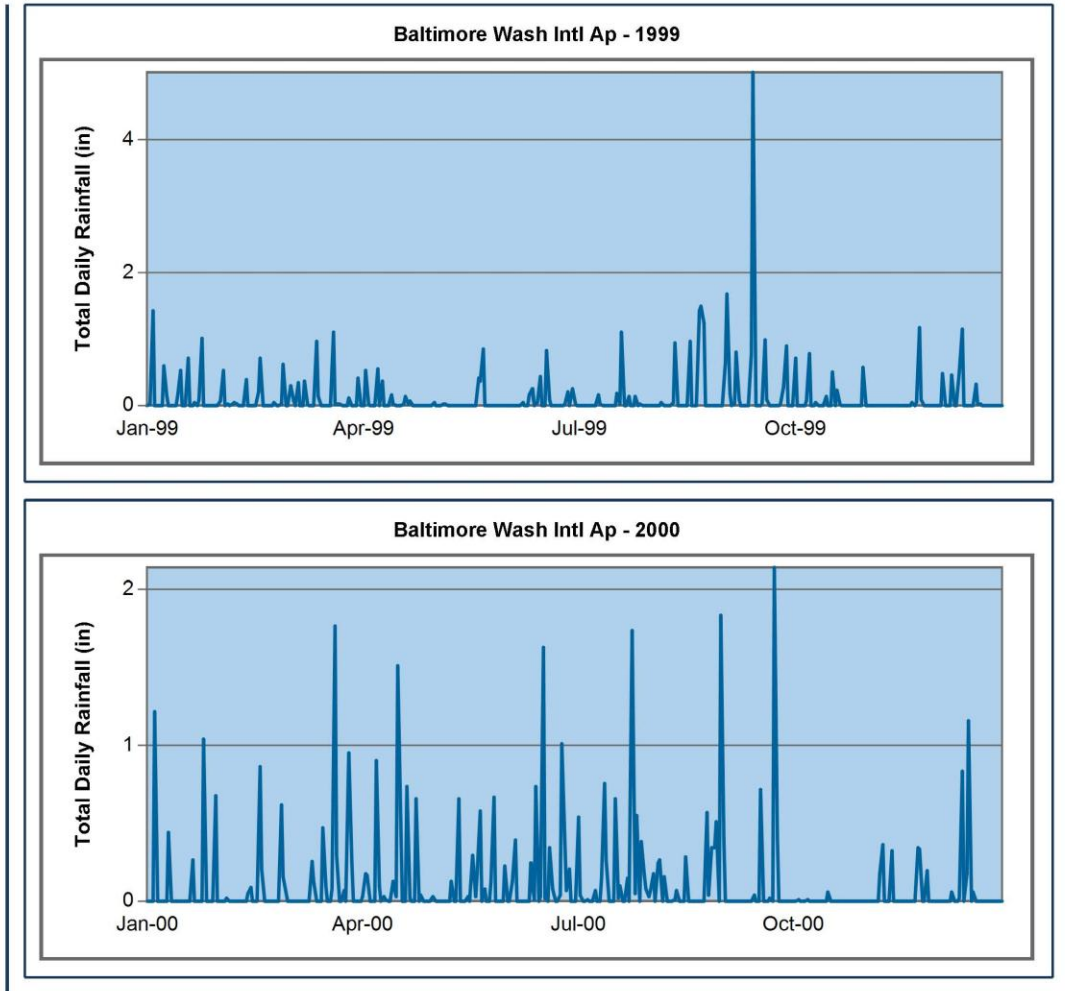 Baltimore Wash Intl Ap - 1999
Total Daily Rainfall (in)
4
2
0
Jan-99 Apr-99 Jul-99 Oct-99
Baltimore Wash Intl Ap - 2000
Total Daily Rainfall (in)
2
1
0
Jan-00 Apr-00 Jul-00 Oct-00